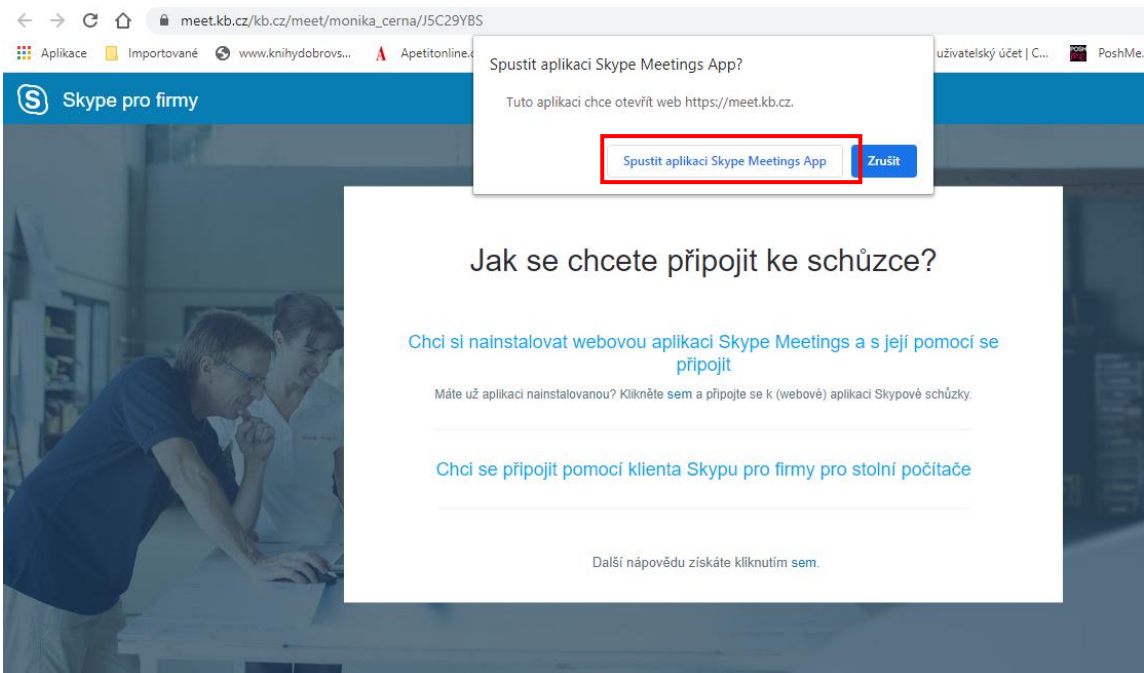 meet.kb.cz/kb.cz/meet/monika_cerna/J5C29YBS
Aplikace Importované www.knihydobrovs... Apetitonline.c uživatelský účet | C... PoshMe.
Spustit aplikaci Skype Meetings App?
Tuto aplikaci chce otevřít web https://meet.kb.cz.
Spustit aplikaci Skype Meetings App Zrušit
Skype pro firmy
Jak se chcete připojit ke schůzce?
Chci si nainstalovat webovou aplikaci Skype Meetings a s její pomocí se
připojit
Máte už aplikaci nainstalovanou? Klikněte sem a připojte se k (webové) aplikaci Skypové schůzky.
Chci se připojit pomocí klienta Skypu pro firmy pro stolní počítače
Další nápovědu získáte kliknutím sem.